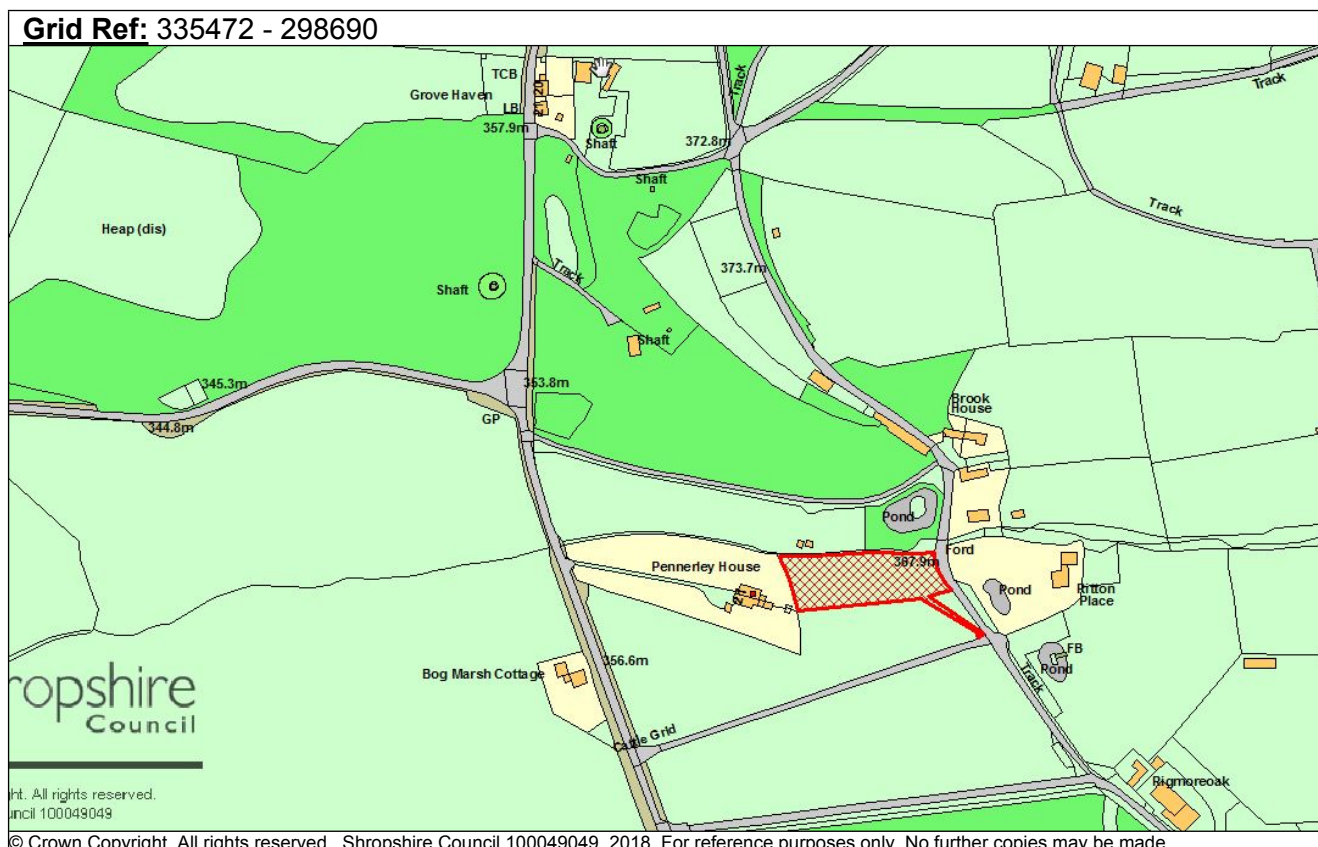 Grid Ref: 335472 - 298690
TCB
Grove Haven
20
21
LB
357.9m
Shaft
372.8m
Track
Track
Shaft
Track
Heap (dis)
373.7m
Track
Shaft
Shaft
345.3m
353.8m
344.8m
GP
Brook
House
Pond
Ford
Pennerley House
367.9m
21
Pond
Ritton
Place
FB
Pond
356.6m
Bog Marsh Cottage
Track
Cattle Grid
Rigmoreoak
ropshire
Council
ht. All rights reserved.
uncil 100049049
© Crown Copyright. All rights reserved. Shropshire Council 100049049. 2018 For reference purposes only. No further copies may be made.